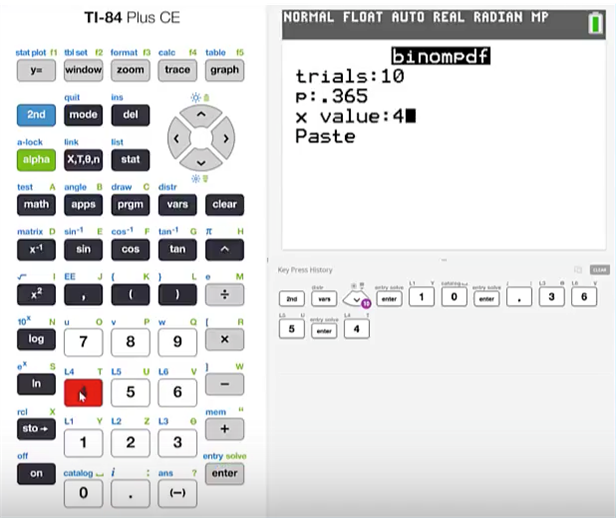 TI-84 Plus CE
stat plot f1 tbl set f2 format f3 calc f4 table f5
y= window zoom trace graph
quit ins
2nd mode del
a-lock link list
alpha X,T,θ,n stat
test A angle B draw C distr
math apps prgm vars clear
matrix D sin-1 E cos-1 F tan-1 G π H
x-1 sin cos tan ^
√ I EE J { K } L e M
x2 , ( ) ÷
10x N u O v P w Q [ R
log 7 8 9 ×
ex S L4 T L5 U L6 V ] W
ln 5 6 −
rcl X L1 Y L2 Z L3 θ mem "
sto→ 1 2 3 +
off catalog i : ans ? entry solve
on 0 . (−) enter
NORMAL FLOAT AUTO REAL RADIAN MP
binompdf
trials:10
p:.365
x value:4
Paste
Key Press History
CLEAR
distr entry solve L1 Y catalog entry solve L3 θ L6 V
2nd vars 10 enter 1 0 enter . 3 6
L5 U entry solve L4 T
5 enter 4